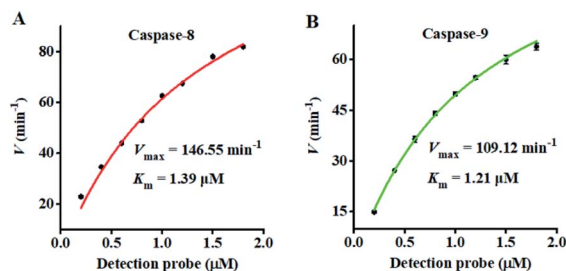 A
Caspase-8
80
60
40
20
V (min⁻¹)
Vmax = 146.55 min⁻¹
Km = 1.39 μM
0.0 0.5 1.0 1.5 2.0
Detection probe (μM)
B
Caspase-9
60
45
30
15
V (min⁻¹)
Vmax = 109.12 min⁻¹
Km = 1.21 μM
0.0 0.5 1.0 1.5 2.0
Detection probe (μM)